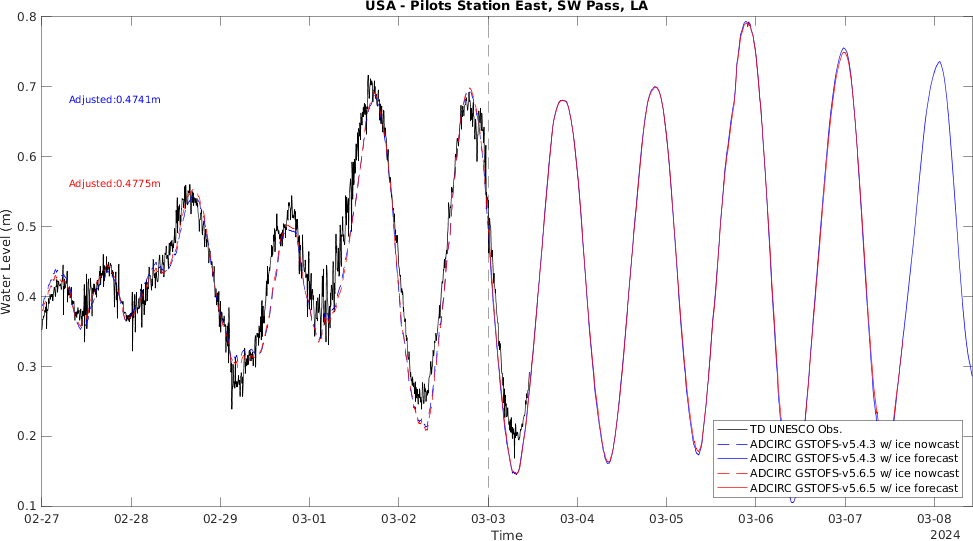 USA - Pilots Station East, SW Pass, LA
0.8
0.7
0.6
0.5
0.4
0.3
0.2
0.1
Water Level (m)
Adjusted:0.4741m
Adjusted:0.4775m
TD UNESCO Obs.
ADCIRC GSTOFS-v5.4.3 w/ ice nowcast
ADCIRC GSTOFS-v5.4.3 w/ ice forecast
ADCIRC GSTOFS-v5.6.5 w/ ice nowcast
ADCIRC GSTOFS-v5.6.5 w/ ice forecast
02-27 02-28 02-29 03-01 03-02 03-03 03-04 03-05 03-06 03-07 03-08
Time
2024